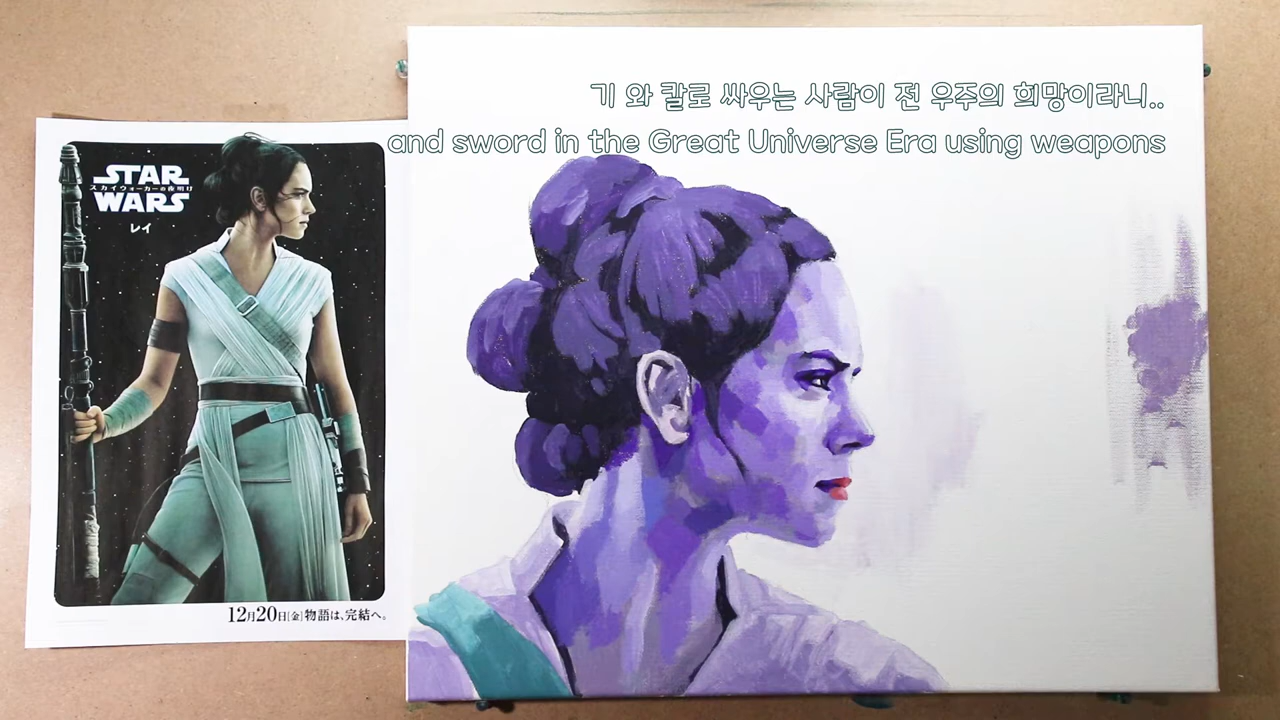 기 와 칼로 싸우는 사람이 전 우주의 희망이라니..
and sword in the Great Universe Era using weapons
STAR
スカイウォーカーの夜明け
WARS
レイ
12月20日[金]物語は、完結へ。